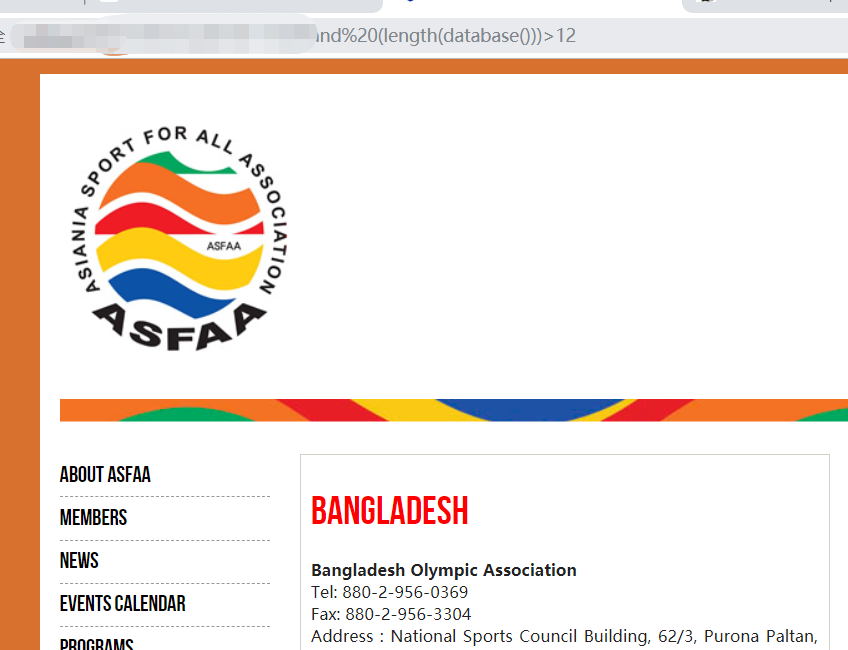 and%20(length(database()))>12
ASIANIA SPORT FOR ALL ASSOCIATION
ASFAA
ASFAA
ABOUT ASFAA
MEMBERS
NEWS
EVENTS CALENDAR
PROGRAMS
BANGLADESH
Bangladesh Olympic Association
Tel: 880-2-956-0369
Fax: 880-2-956-3304
Address : National Sports Council Building, 62/3, Purona Paltan,